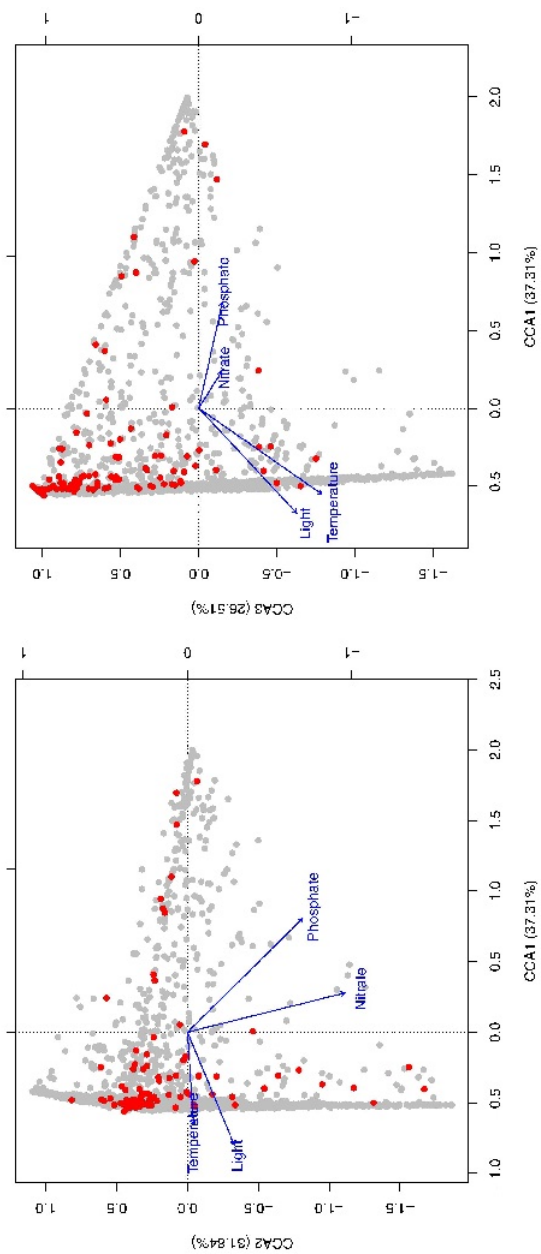 1.0 0.5 0.0 -0.5 -1.0 -1.5
CCA2 (31.84%)
Temperature
Light
Nitrate
Phosphate
1 0 -1
1.0 0.5 0.0 0.5 1.0 1.5 2.0 2.5
CCA1 (37.31%)
1.0 0.5 0.0 -0.5 -1.0 -1.5
CCA3 (26.51%)
Light
Temperature
Nitrate
Phosphate
1 0 -1
0.5 0.0 0.5 1.0 1.5 2.0
CCA1 (37.31%)